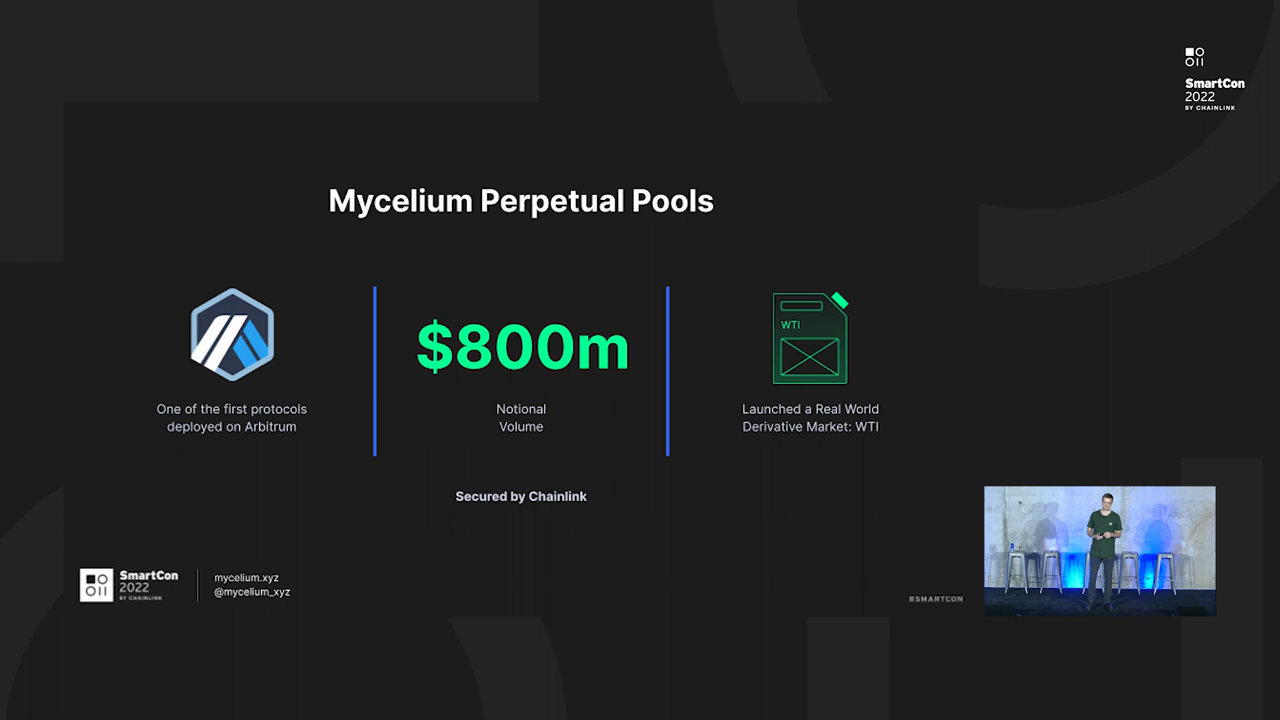 SmartCon
2022
BY CHAINLINK
Mycelium Perpetual Pools
$800m
WTI
One of the first protocols
deployed on Arbitrum
Notional
Volume
Launched a Real World
Derivative Market: WTI
Secured by Chainlink
SmartCon
2022
BY CHAINLINK
mycelium.xyz
@mycelium_xyz
#SMARTCON